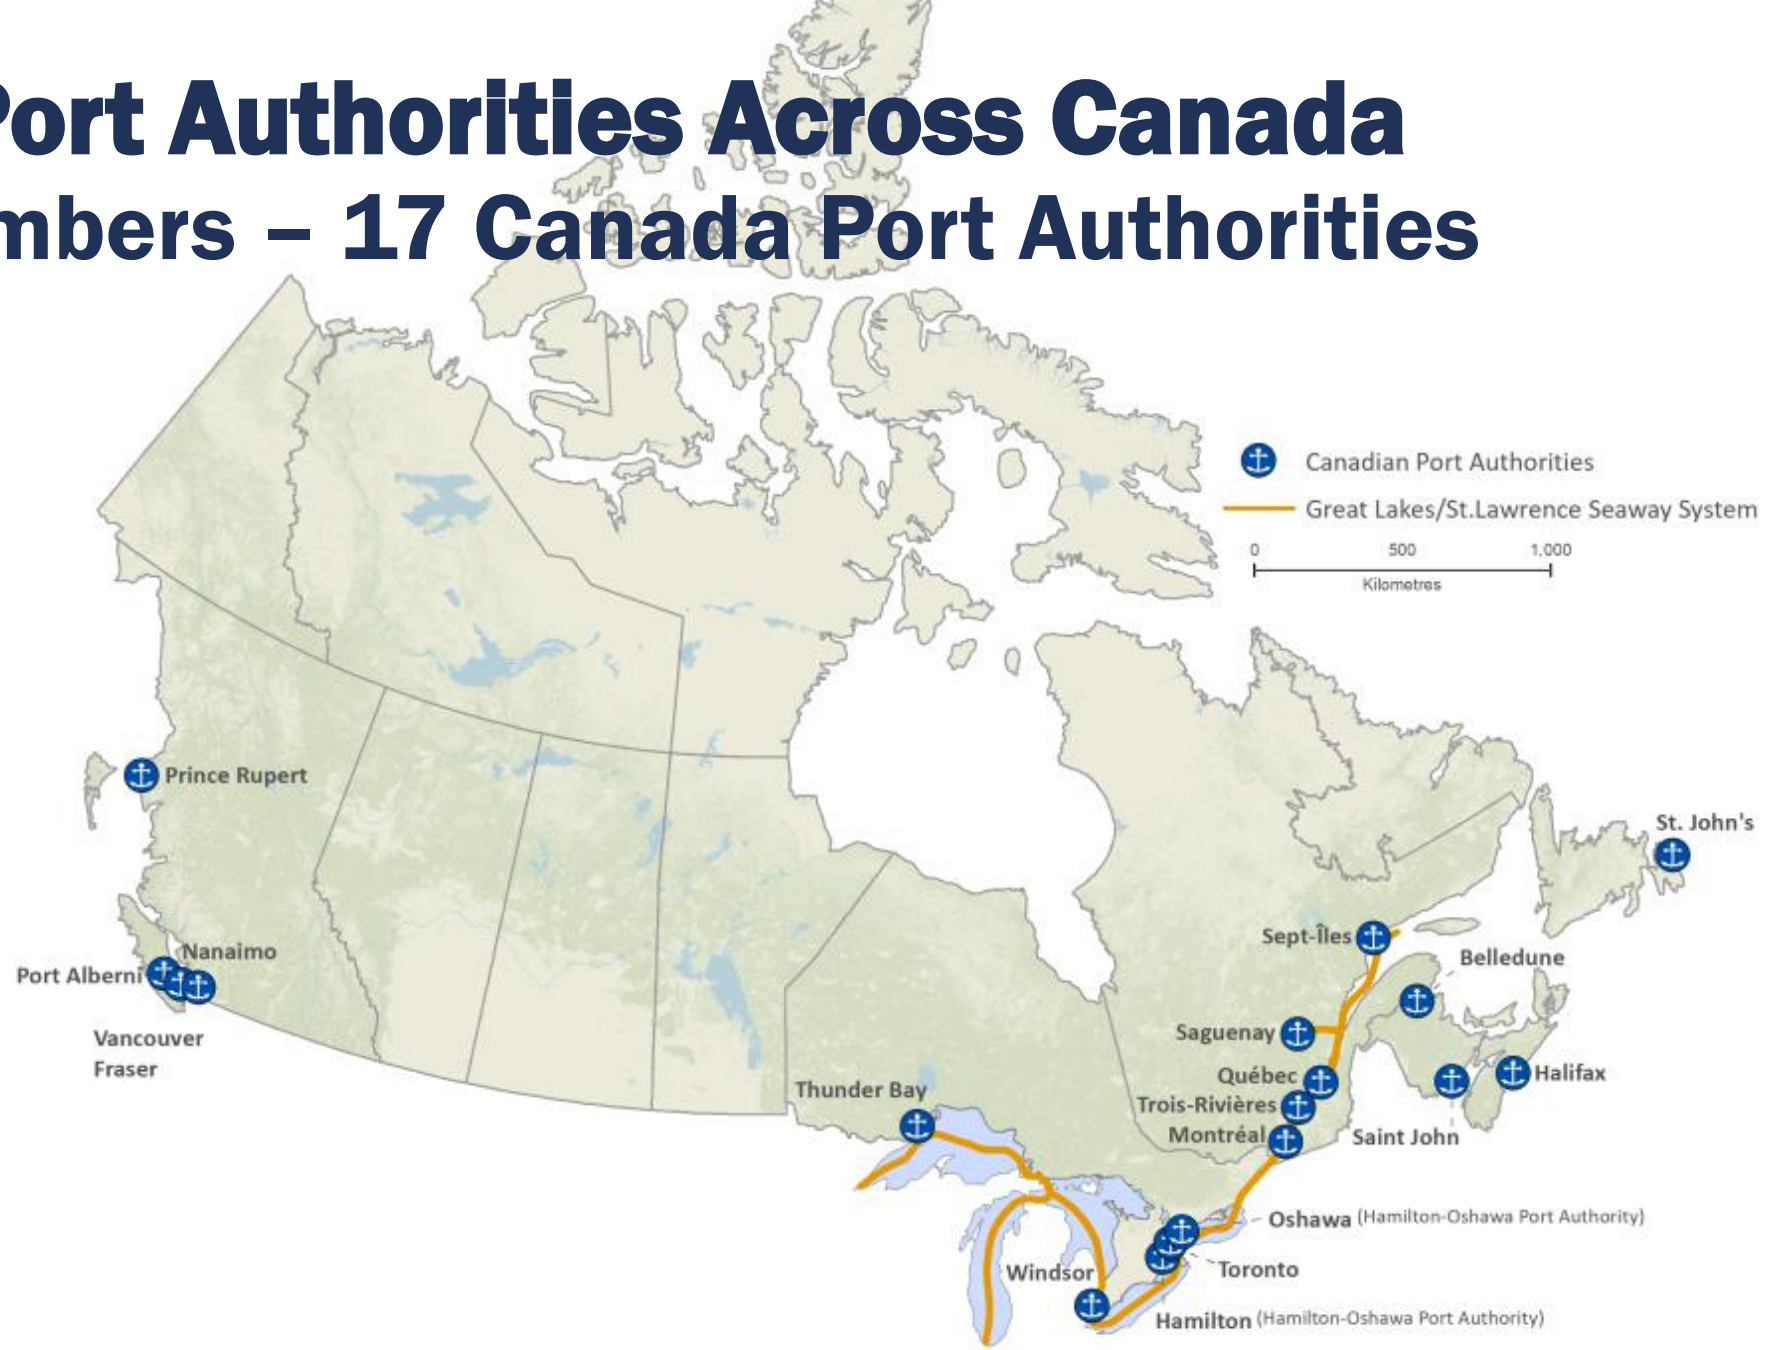 Port Authorities Across Canada
mbers – 17 Canada Port Authorities
Canadian Port Authorities
Great Lakes/St.Lawrence Seaway System
0 500 1,000
Kilometres
Prince Rupert
St. John's
Sept-Îles
Belledune
Nanaimo
Port Alberni
Saguenay
Vancouver
Fraser
Québec
Halifax
Thunder Bay
Trois-Rivières
Montréal
Saint John
Oshawa (Hamilton-Oshawa Port Authority)
Windsor
Toronto
Hamilton (Hamilton-Oshawa Port Authority)